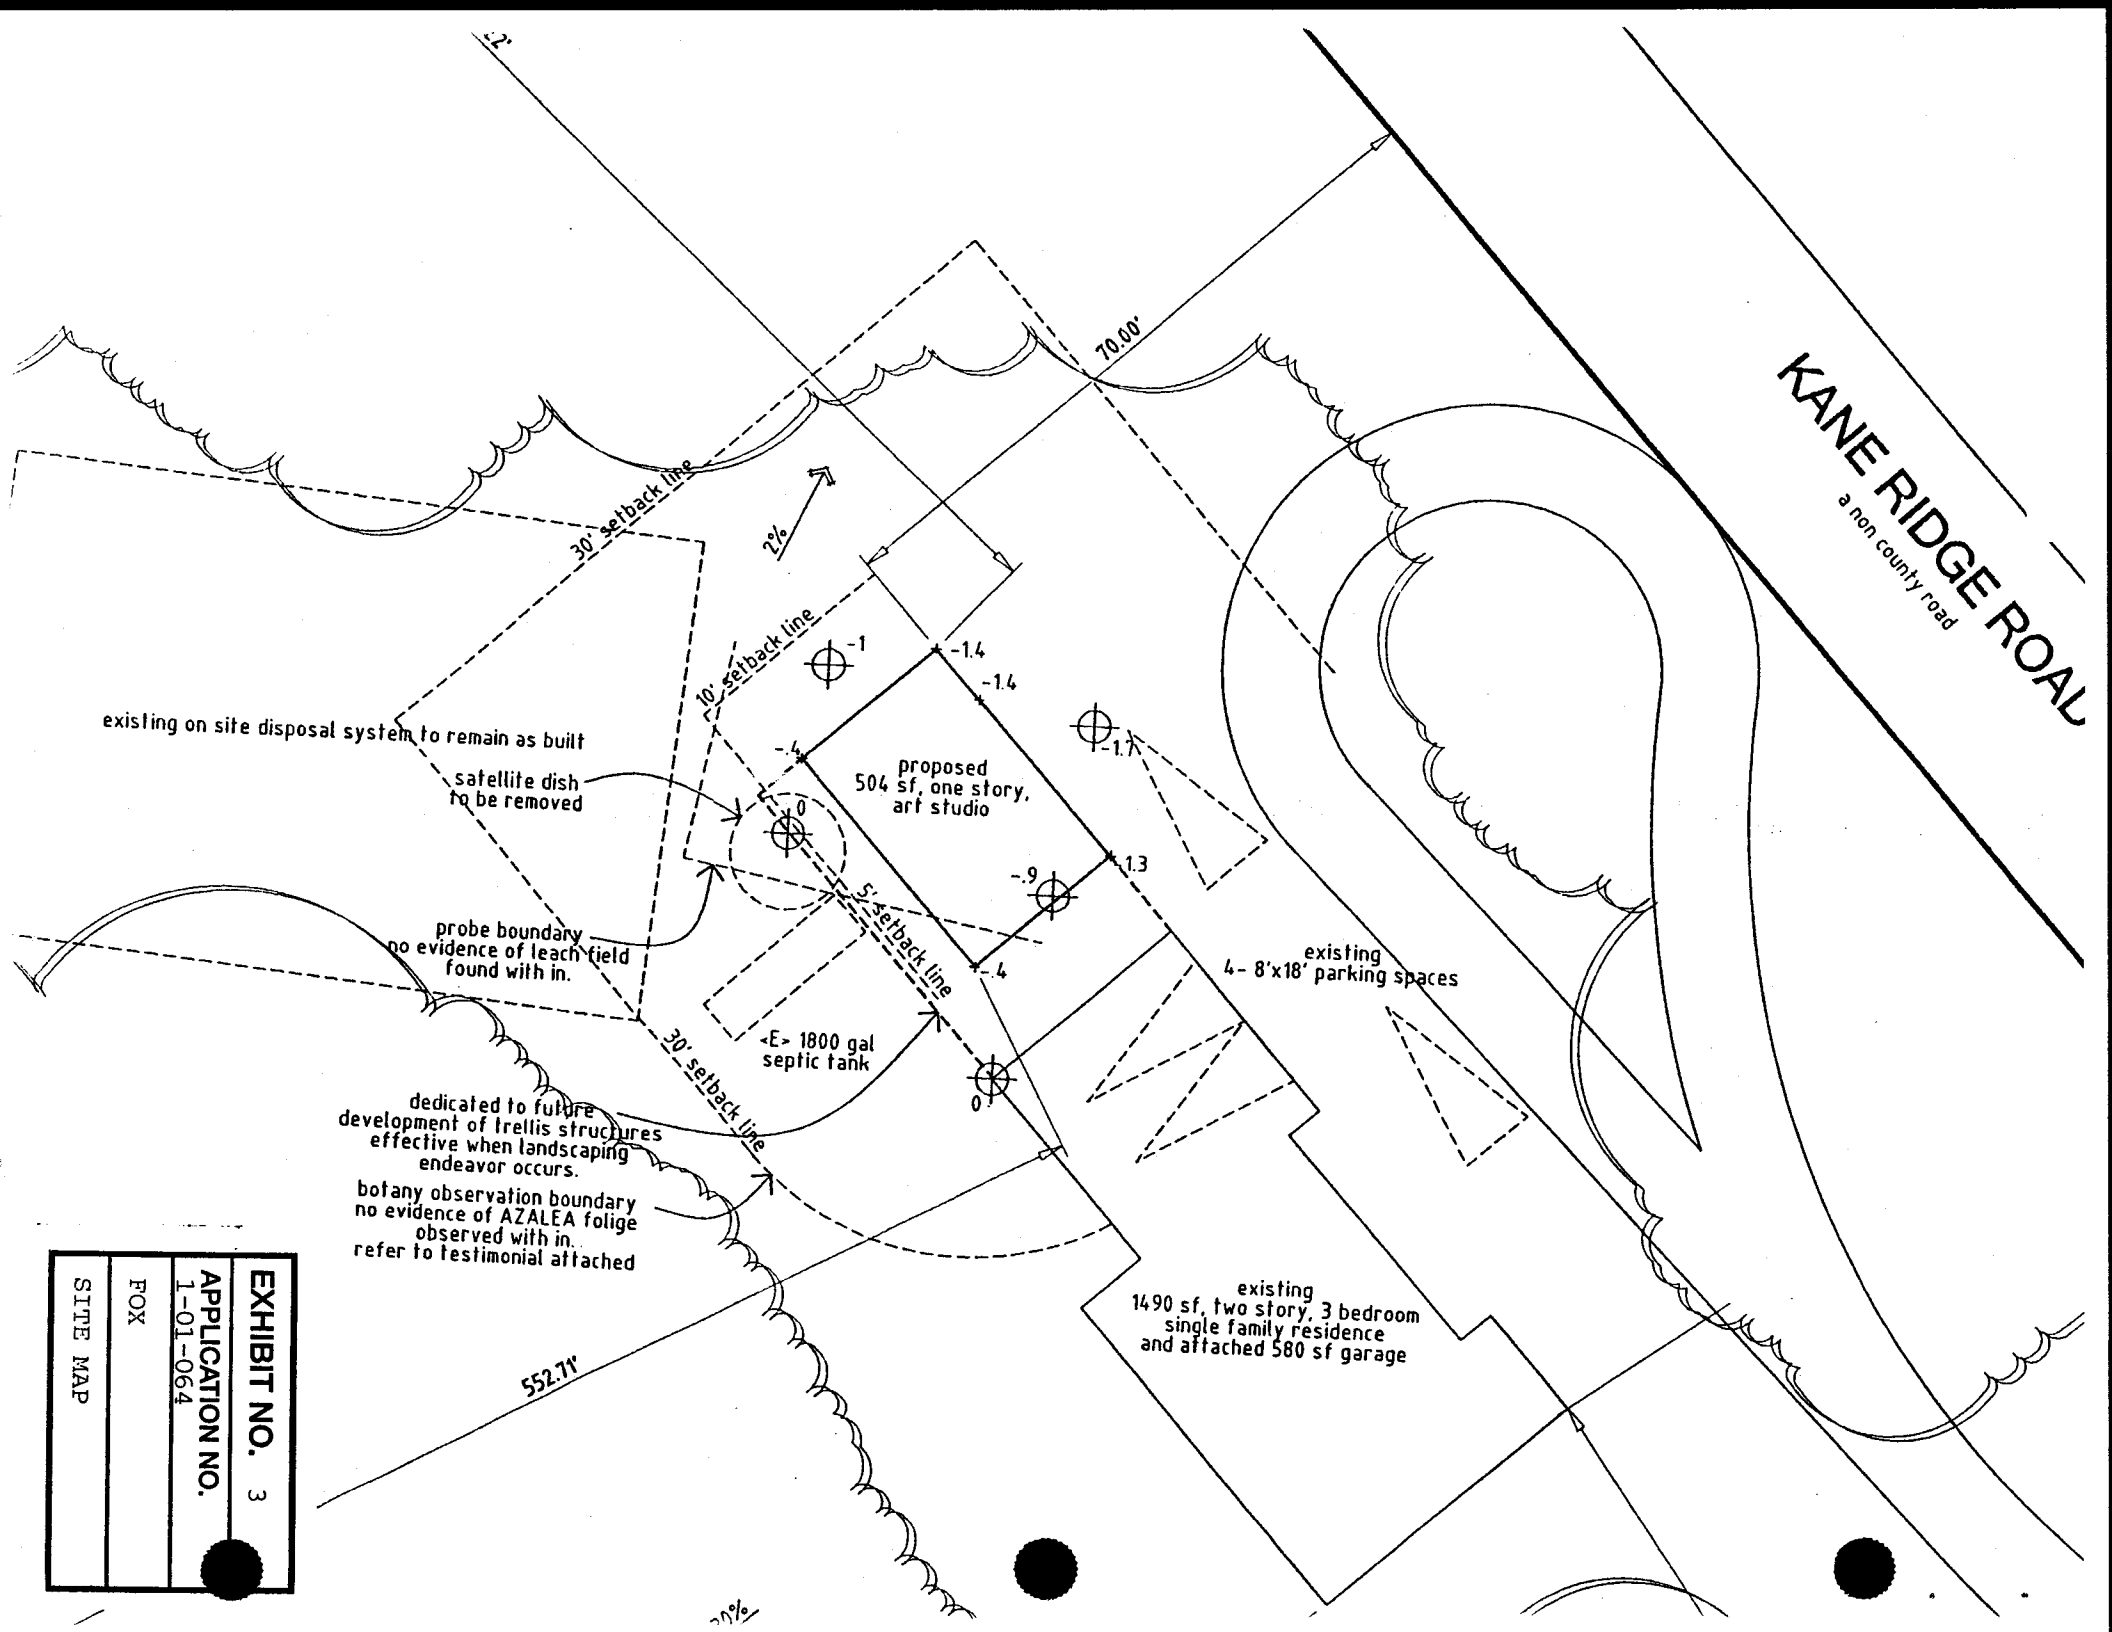 70.00'
KANE RIDGE ROAD
a non county road
30' setback line
2%
10' setback line
-1
-1.4
-1.4
-1.7
existing on site disposal system to remain as built
-.4
satellite dish
to be removed
0
proposed
504 sf, one story,
art studio
-.9
1.3
-.4
5' setback line
probe boundary
no evidence of leach field
found with in.
existing
4- 8'x18' parking spaces
<E> 1800 gal
septic tank
0
30' setback line
dedicated to future
development of trellis structures
effective when landscaping
endeavor occurs.
botany observation boundary
no evidence of AZALEA folige
observed with in.
refer to testimonial attached
existing
1490 sf, two story, 3 bedroom
single family residence
and attached 580 sf garage
552.71'
EXHIBIT NO. 3
APPLICATION NO.
1-01-064
FOX
SITE MAP